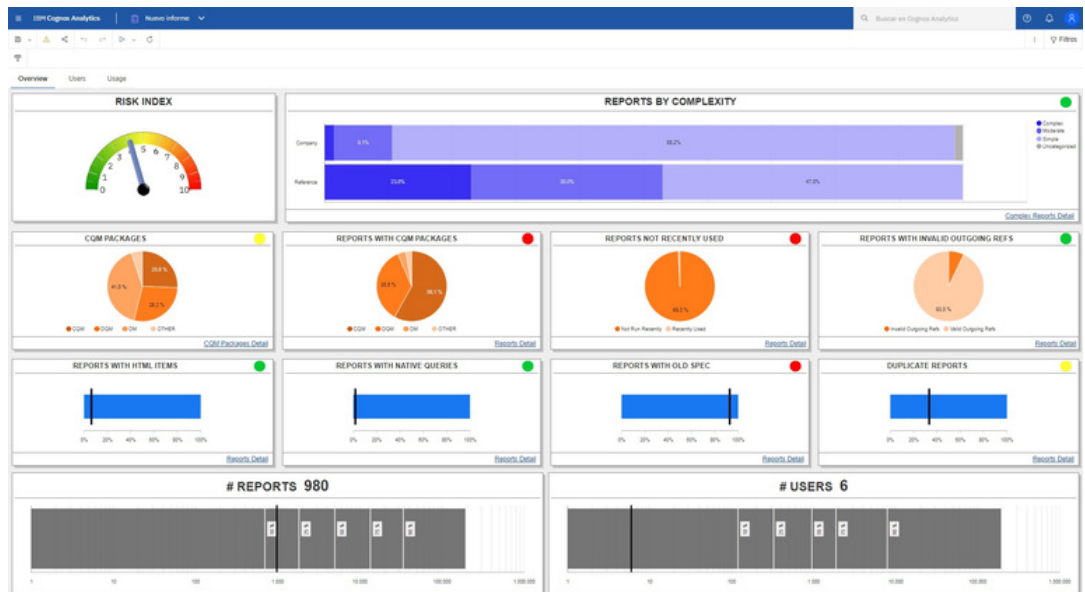 IBM Cognos Analytics
Nuevo informe
Buscar en Cognos Analytics
Filtros
Overview Users Usage
RISK INDEX
0 1 2 3 4 5 6 7 8 9 10
REPORTS BY COMPLEXITY
Company 9.1%
Reference 23.0% 30.0% 47.0%
Complex
Moderate
Simple
Uncategorized
Complex Reports Detail
CQM PACKAGES
CQM DQM DM OTHER
CQM Packages Detail
REPORTS WITH CQM PACKAGES
CQM DQM DM OTHER
Reports Detail
REPORTS NOT RECENTLY USED
Not Run Recently Recently Used
Reports Detail
REPORTS WITH INVALID OUTGOING REFS
Invalid Outgoing Refs Valid Outgoing Refs
Reports Detail
REPORTS WITH HTML ITEMS
0% 20% 40% 60% 80% 100%
Reports Detail
REPORTS WITH NATIVE QUERIES
0% 20% 40% 60% 80% 100%
Reports Detail
REPORTS WITH OLD SPEC
0% 20% 40% 60% 80% 100%
Reports Detail
DUPLICATE REPORTS
0% 20% 40% 60% 80% 100%
Reports Detail
# REPORTS 980
1 10 100 1 000 10 000 100 000 1 000 000
# USERS 6
1 10 100 1 000 10 000 100 000 1 000 000